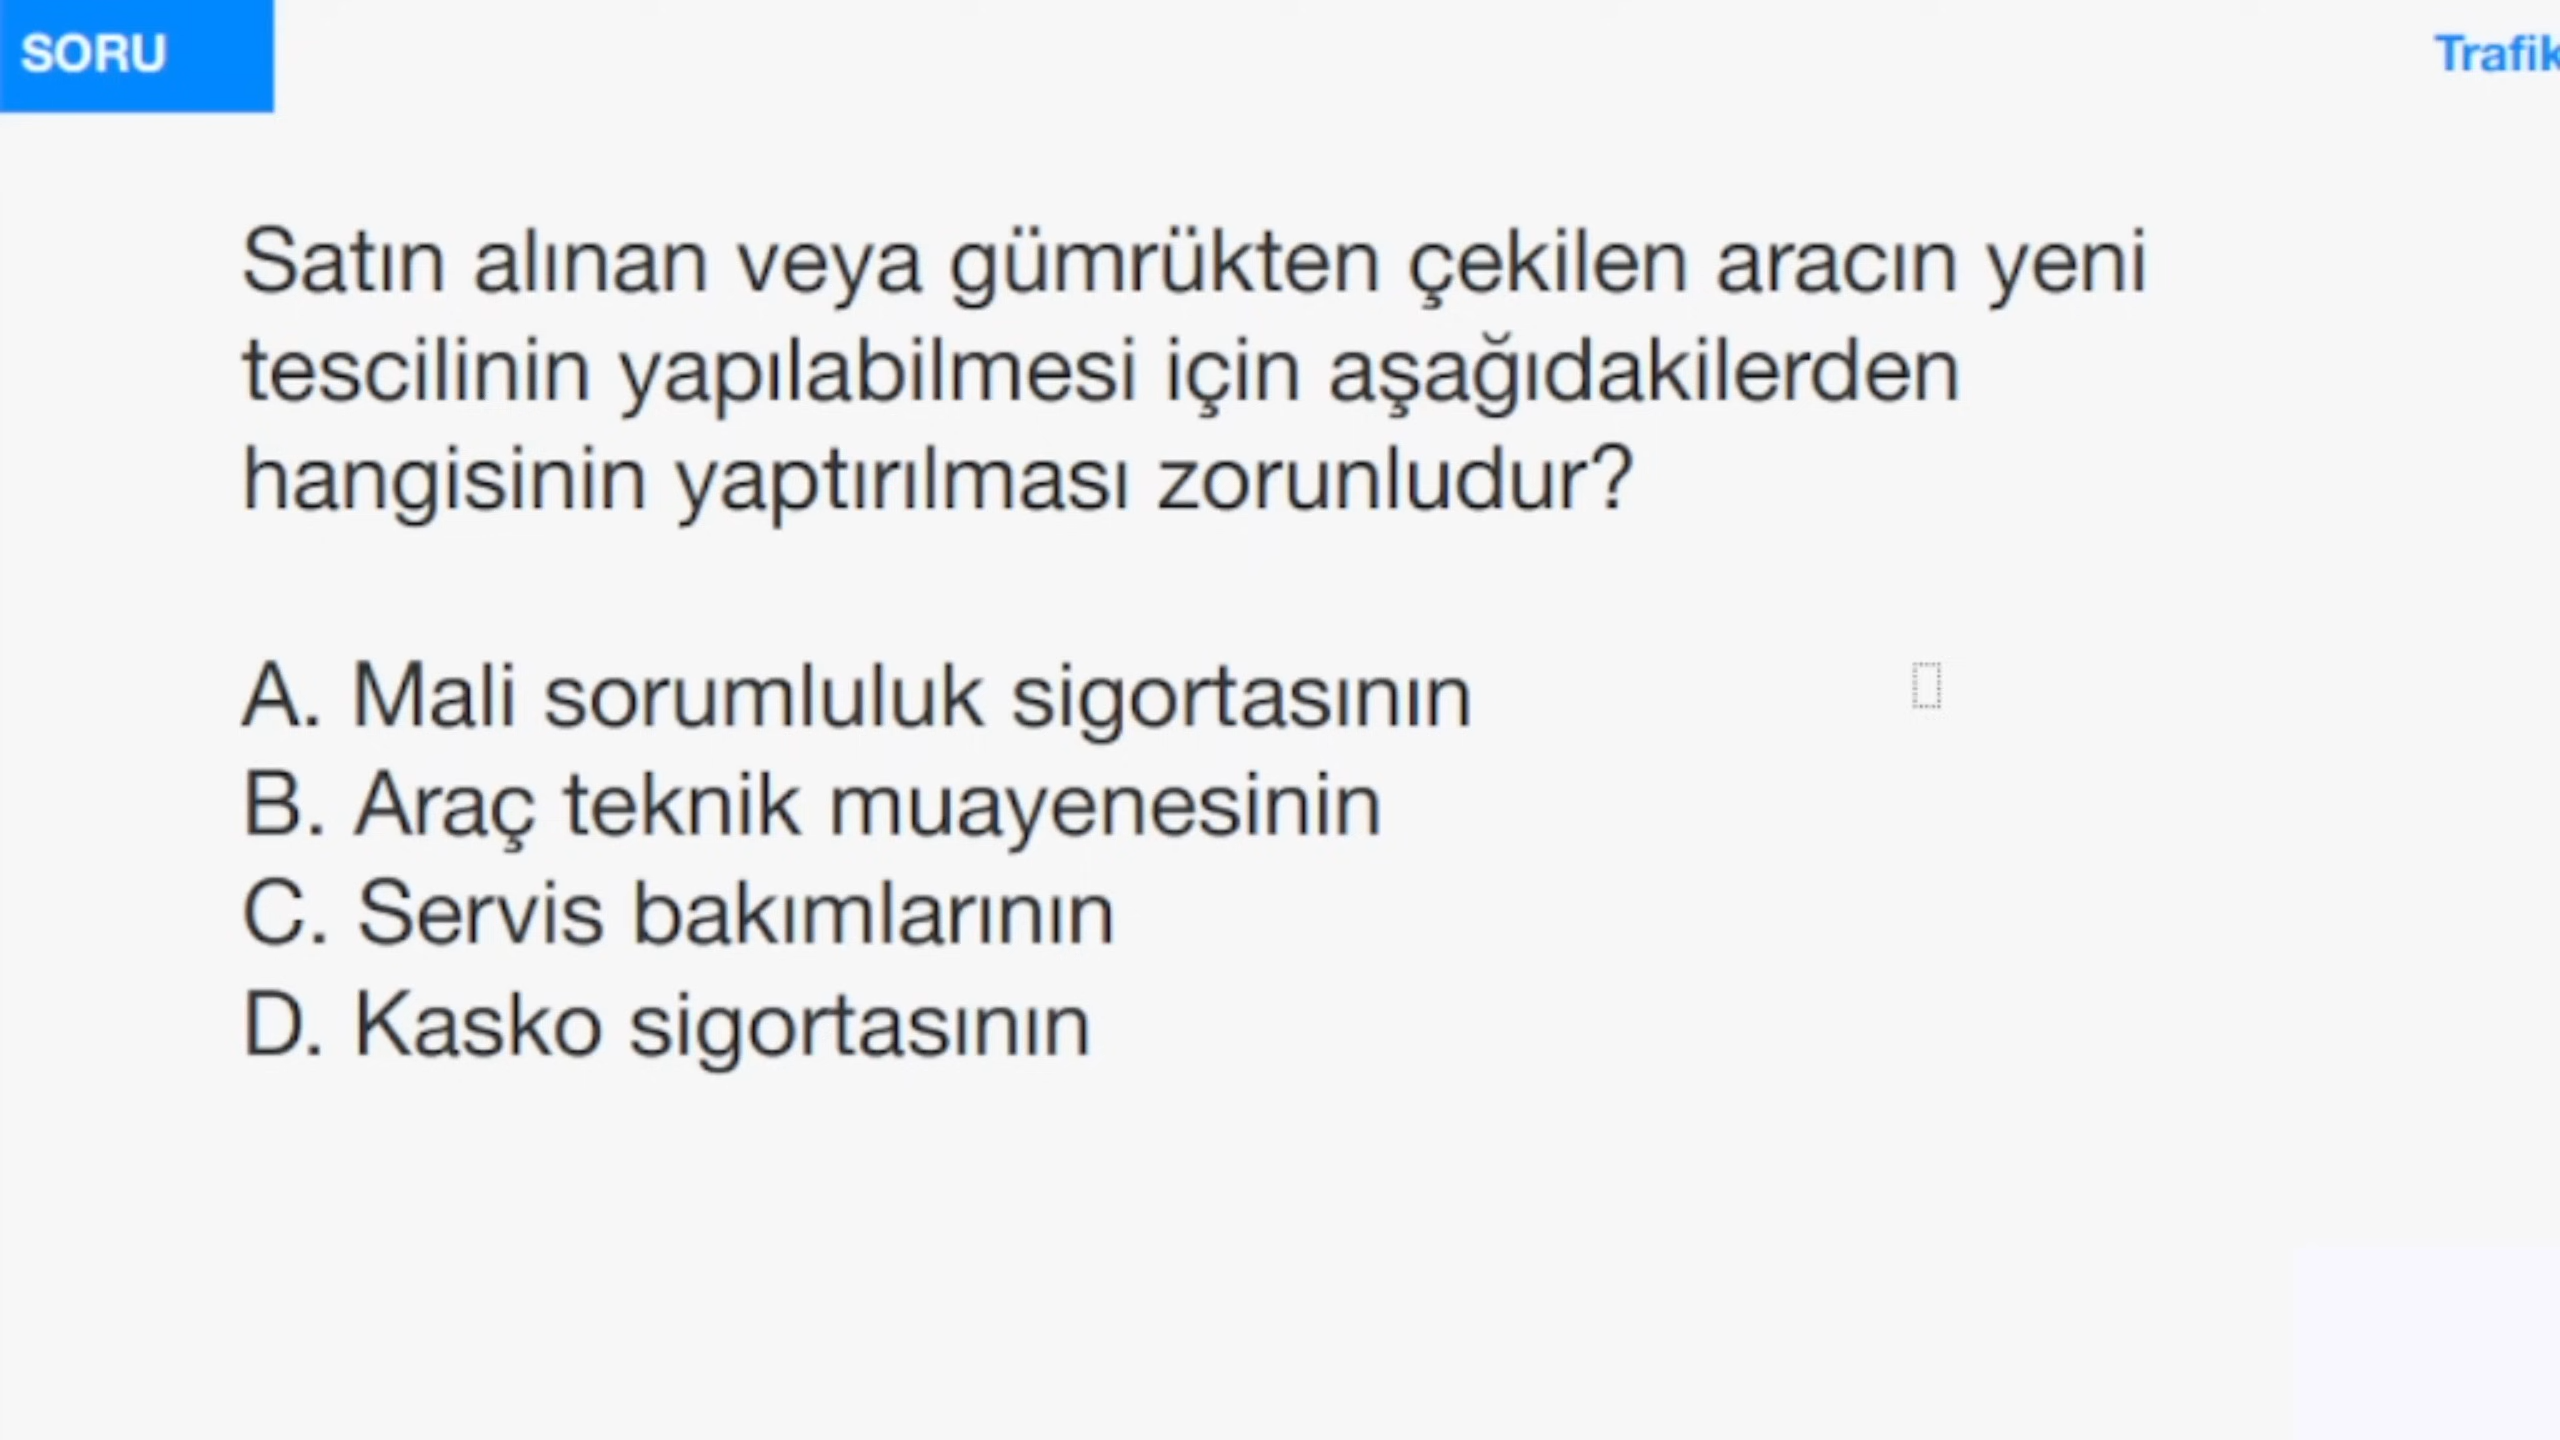 SORU
Trafik
Satın alınan veya gümrükten çekilen aracın yeni
tescilinin yapılabilmesi için aşağıdakilerden
hangisinin yaptırılması zorunludur?
A. Mali sorumluluk sigortasının
B. Araç teknik muayenesinin
C. Servis bakımlarının
D. Kasko sigortasının